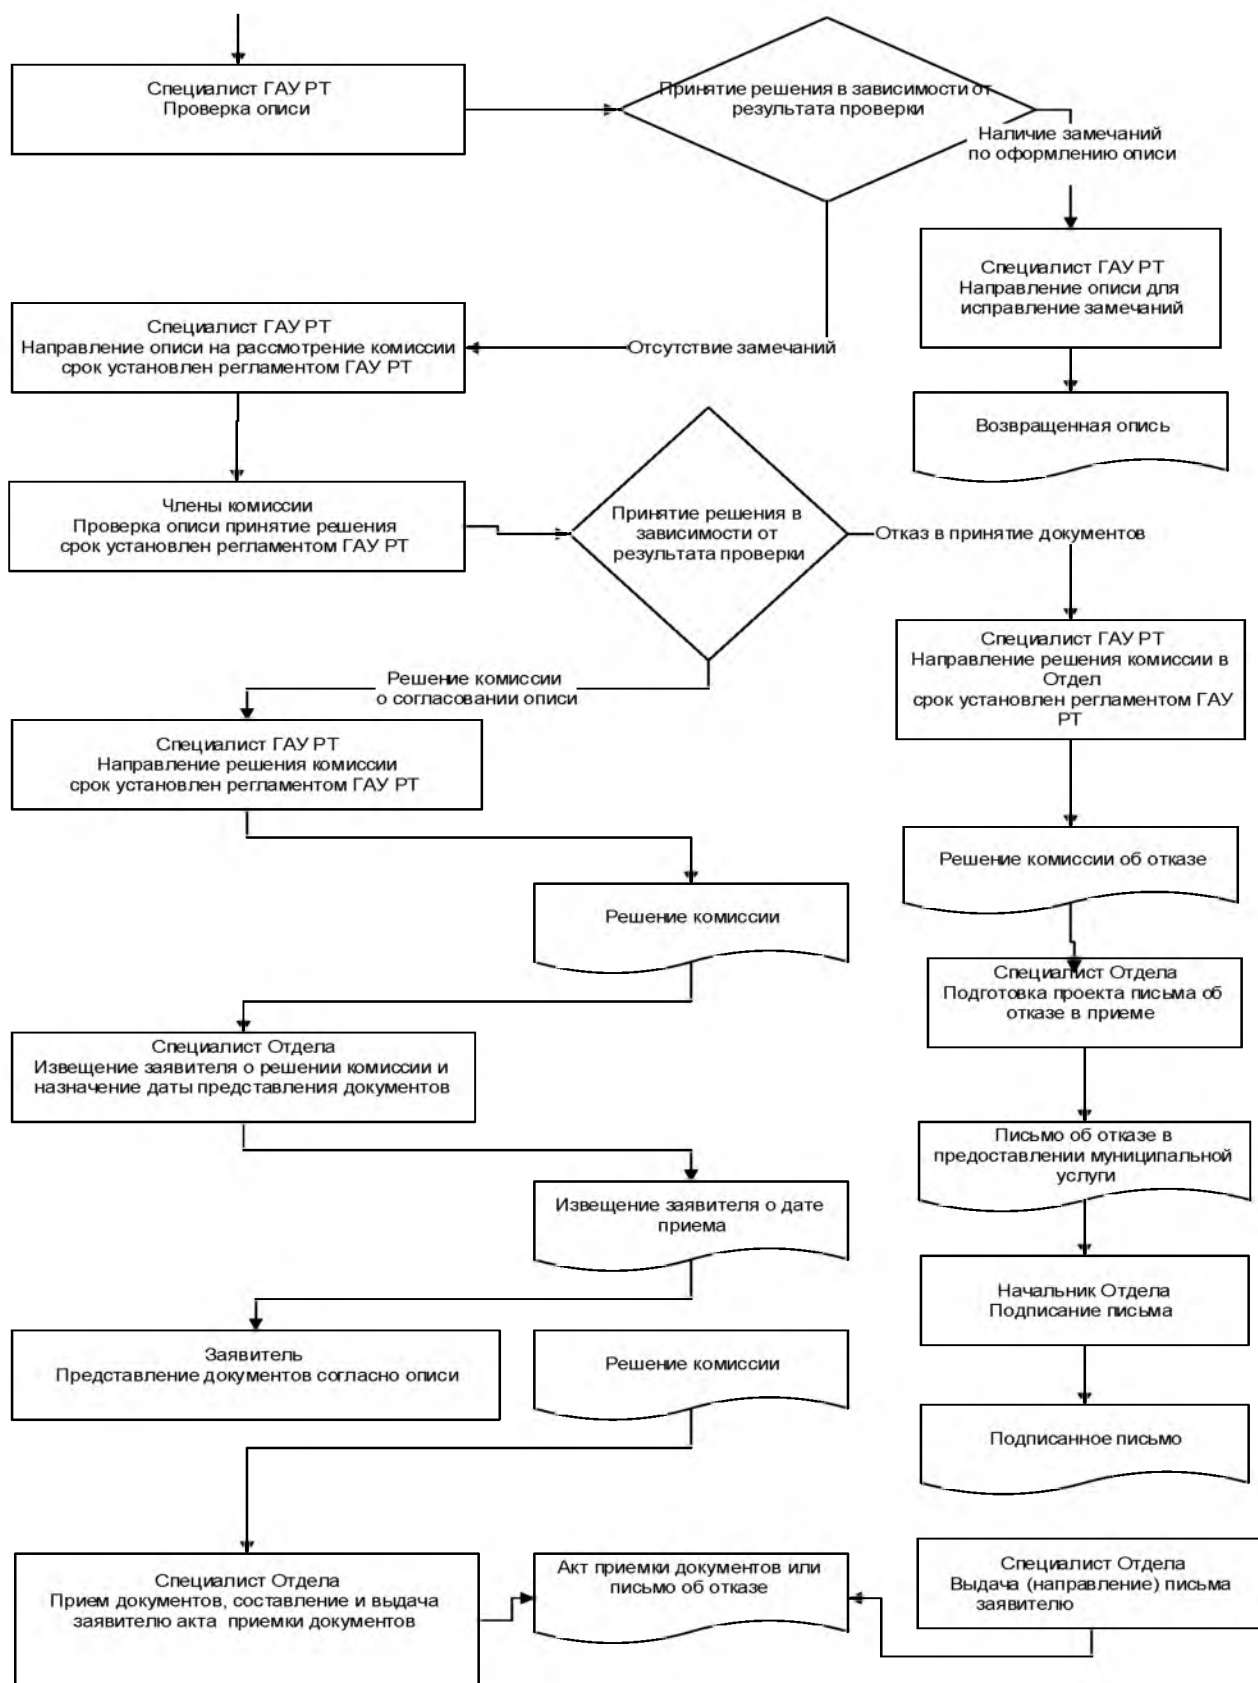 Специалист ГАУ РТ
Проверка описи
Принятие решения в зависимости от
результата проверки
Наличие замечаний
по оформлению описи
Специалист ГАУ РТ
Направление описи для
исправление замечаний
Специалист ГАУ РТ
Направление описи на рассмотрение комиссии
срок установлен регламентом ГАУ РТ
Отсутствие замечаний
Возвращенная опись
Члены комиссии
Проверка описи принятие решения
срок установлен регламентом ГАУ РТ
Принятие решения в
зависимости от
результата проверки
Отказ в принятие документов
Специалист ГАУ РТ
Направление решения комиссии в
Отдел
срок установлен регламентом ГАУ
РТ
Решение комиссии
о согласовании описи
Специалист ГАУ РТ
Направление решения комиссии
срок установлен регламентом ГАУ РТ
Решение комиссии об отказе
Решение комиссии
Специалист Отдела
Подготовка проекта письма об
отказе в приеме
Специалист Отдела
Извещение заявителя о решении комиссии и
назначение даты представления документов
Письмо об отказе в
предоставлении муниципальной
услуги
Извещение заявителя о дате
приема
Начальник Отдела
Подписание письма
Заявитель
Представление документов согласно описи
Решение комиссии
Подписанное письмо
Специалист Отдела
Прием документов, составление и выдача
заявителю акта приемки документов
Акт приемки документов или
письмо об отказе
Специалист Отдела
Выдача (направление) письма
заявителю